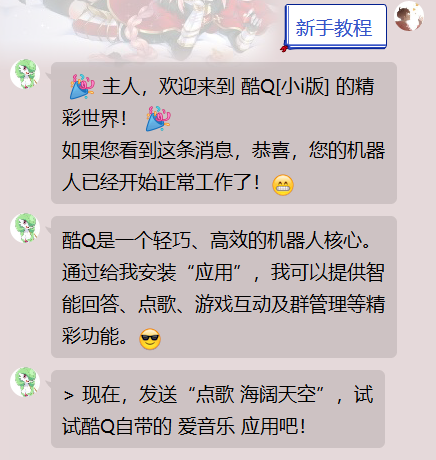 新手教程
🎉 主人，欢迎来到 酷Q[小i版] 的精
彩世界！ 🎉
如果您看到这条消息，恭喜，您的机器
人已经开始正常工作了！😁
酷Q是一个轻巧、高效的机器人核心。
通过给我安装“应用”，我可以提供智
能回答、点歌、游戏互动及群管理等精
彩功能。😎
> 现在，发送“点歌 海阔天空”，试
试酷Q自带的 爱音乐 应用吧！